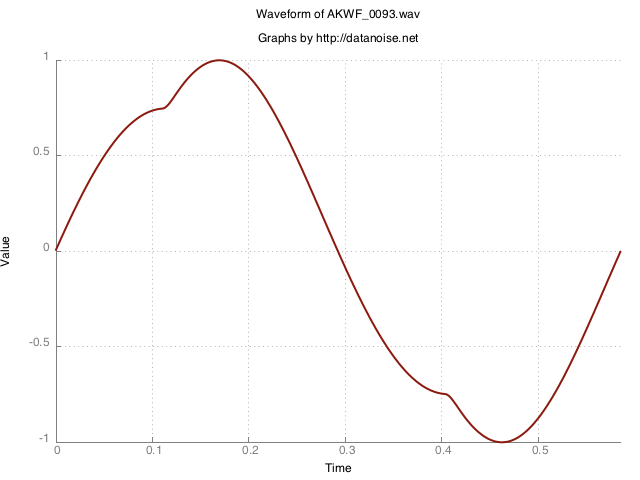 Waveform of AKWF_0093.wav
Graphs by http://datanoise.net
1
0.5
0
-0.5
-1
Value
0 0.1 0.2 0.3 0.4 0.5
Time